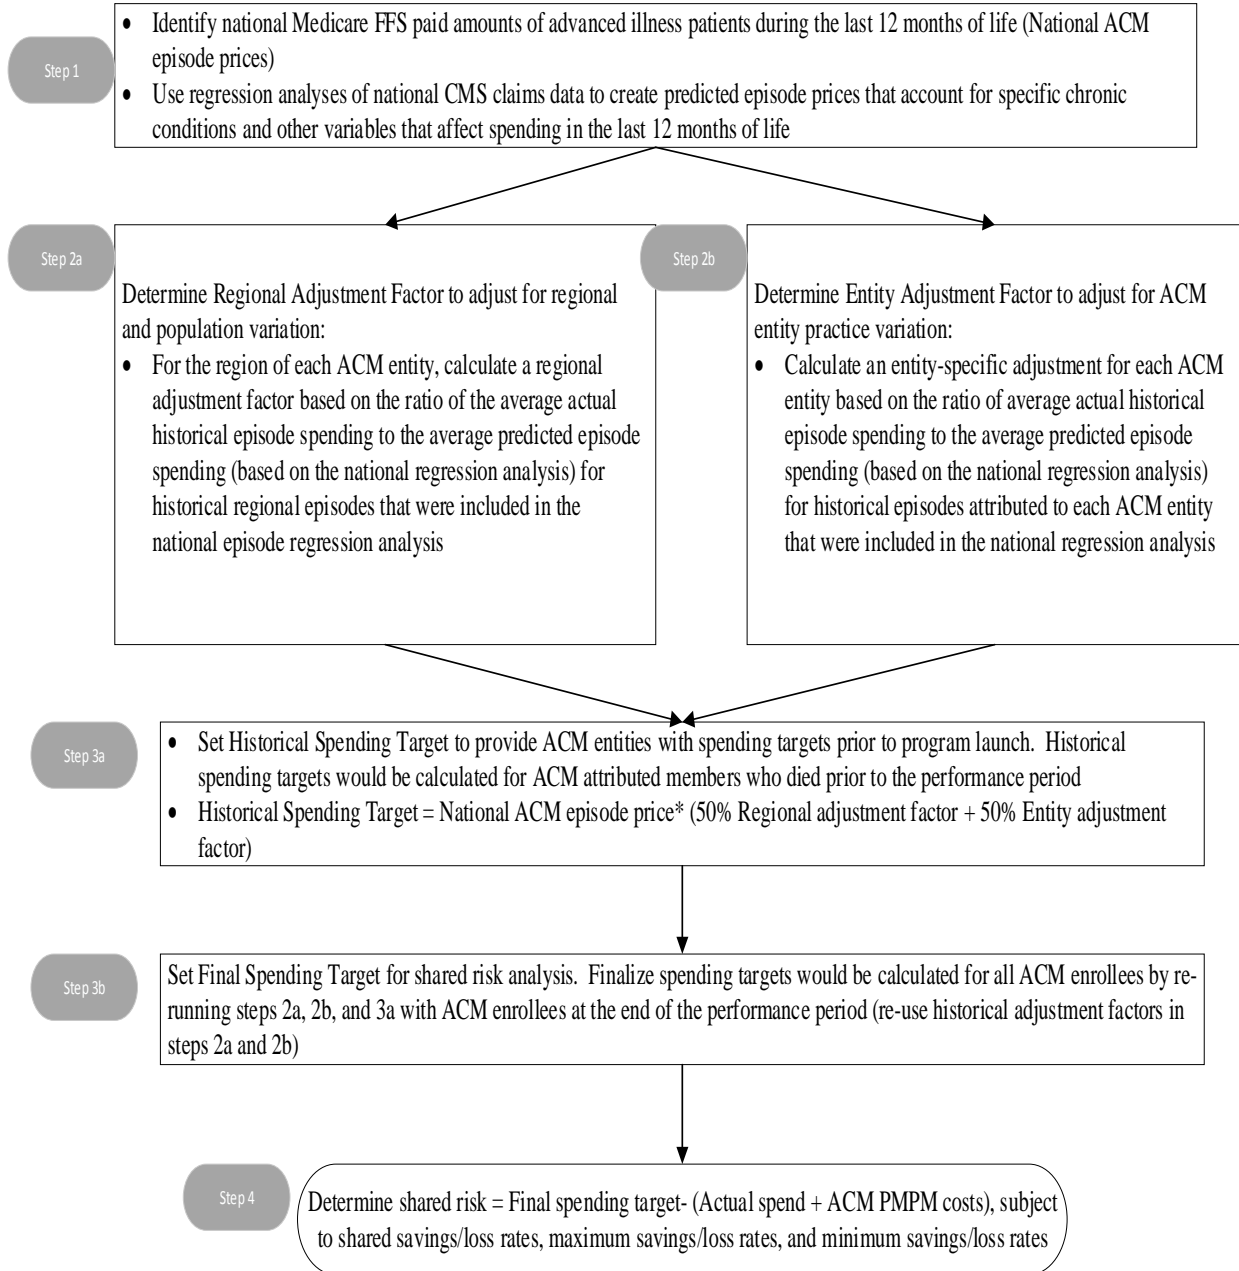 Step 1
• Identify national Medicare FFS paid amounts of advanced illness patients during the last 12 months of life (National ACM
episode prices)
• Use regression analyses of national CMS claims data to create predicted episode prices that account for specific chronic
conditions and other variables that affect spending in the last 12 months of life
Step 2a
Determine Regional Adjustment Factor to adjust for regional
and population variation:
• For the region of each ACM entity, calculate a regional
adjustment factor based on the ratio of the average actual
historical episode spending to the average predicted episode
spending (based on the national regression analysis) for
historical regional episodes that were included in the
national episode regression analysis
Step 2b
Determine Entity Adjustment Factor to adjust for ACM
entity practice variation:
• Calculate an entity-specific adjustment for each ACM
entity based on the ratio of average actual historical
episode spending to the average predicted episode
spending (based on the national regression analysis)
for historical episodes attributed to each ACM entity
that were included in the national regression analysis
Step 3a
• Set Historical Spending Target to provide ACM entities with spending targets prior to program launch.  Historical
spending targets would be calculated for ACM attributed members who died prior to the performance period
• Historical Spending Target = National ACM episode price* (50% Regional adjustment factor + 50% Entity adjustment
factor)
Step 3b
Set Final Spending Target for shared risk analysis.  Finalize spending targets would be calculated for all ACM enrollees by re-
running steps 2a, 2b, and 3a with ACM enrollees at the end of the performance period (re-use historical adjustment factors in
steps 2a and 2b)
Step 4
Determine shared risk = Final spending target- (Actual spend + ACM PMPM costs), subject
to shared savings/loss rates, maximum savings/loss rates, and minimum savings/loss rates